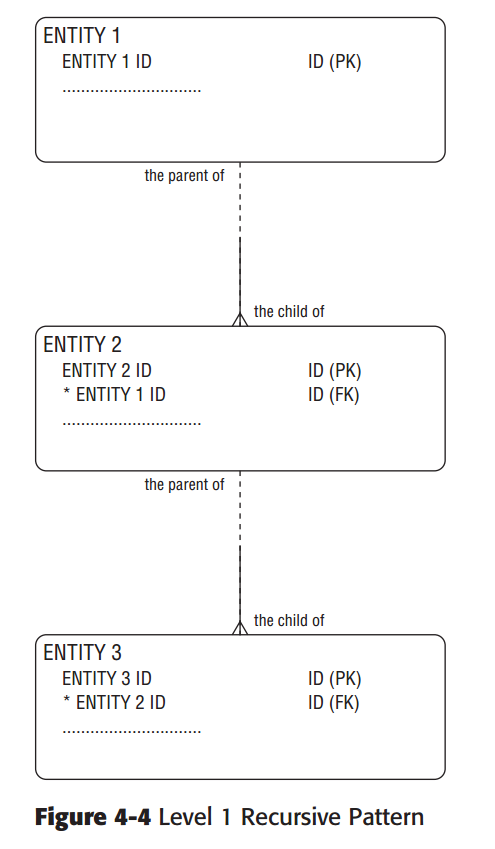 ENTITY 1
ENTITY 1 ID ID (PK)
..............................
the parent of
the child of
ENTITY 2
ENTITY 2 ID ID (PK)
* ENTITY 1 ID ID (FK)
..............................
the parent of
the child of
ENTITY 3
ENTITY 3 ID ID (PK)
* ENTITY 2 ID ID (FK)
..............................
Figure 4-4 Level 1 Recursive Pattern